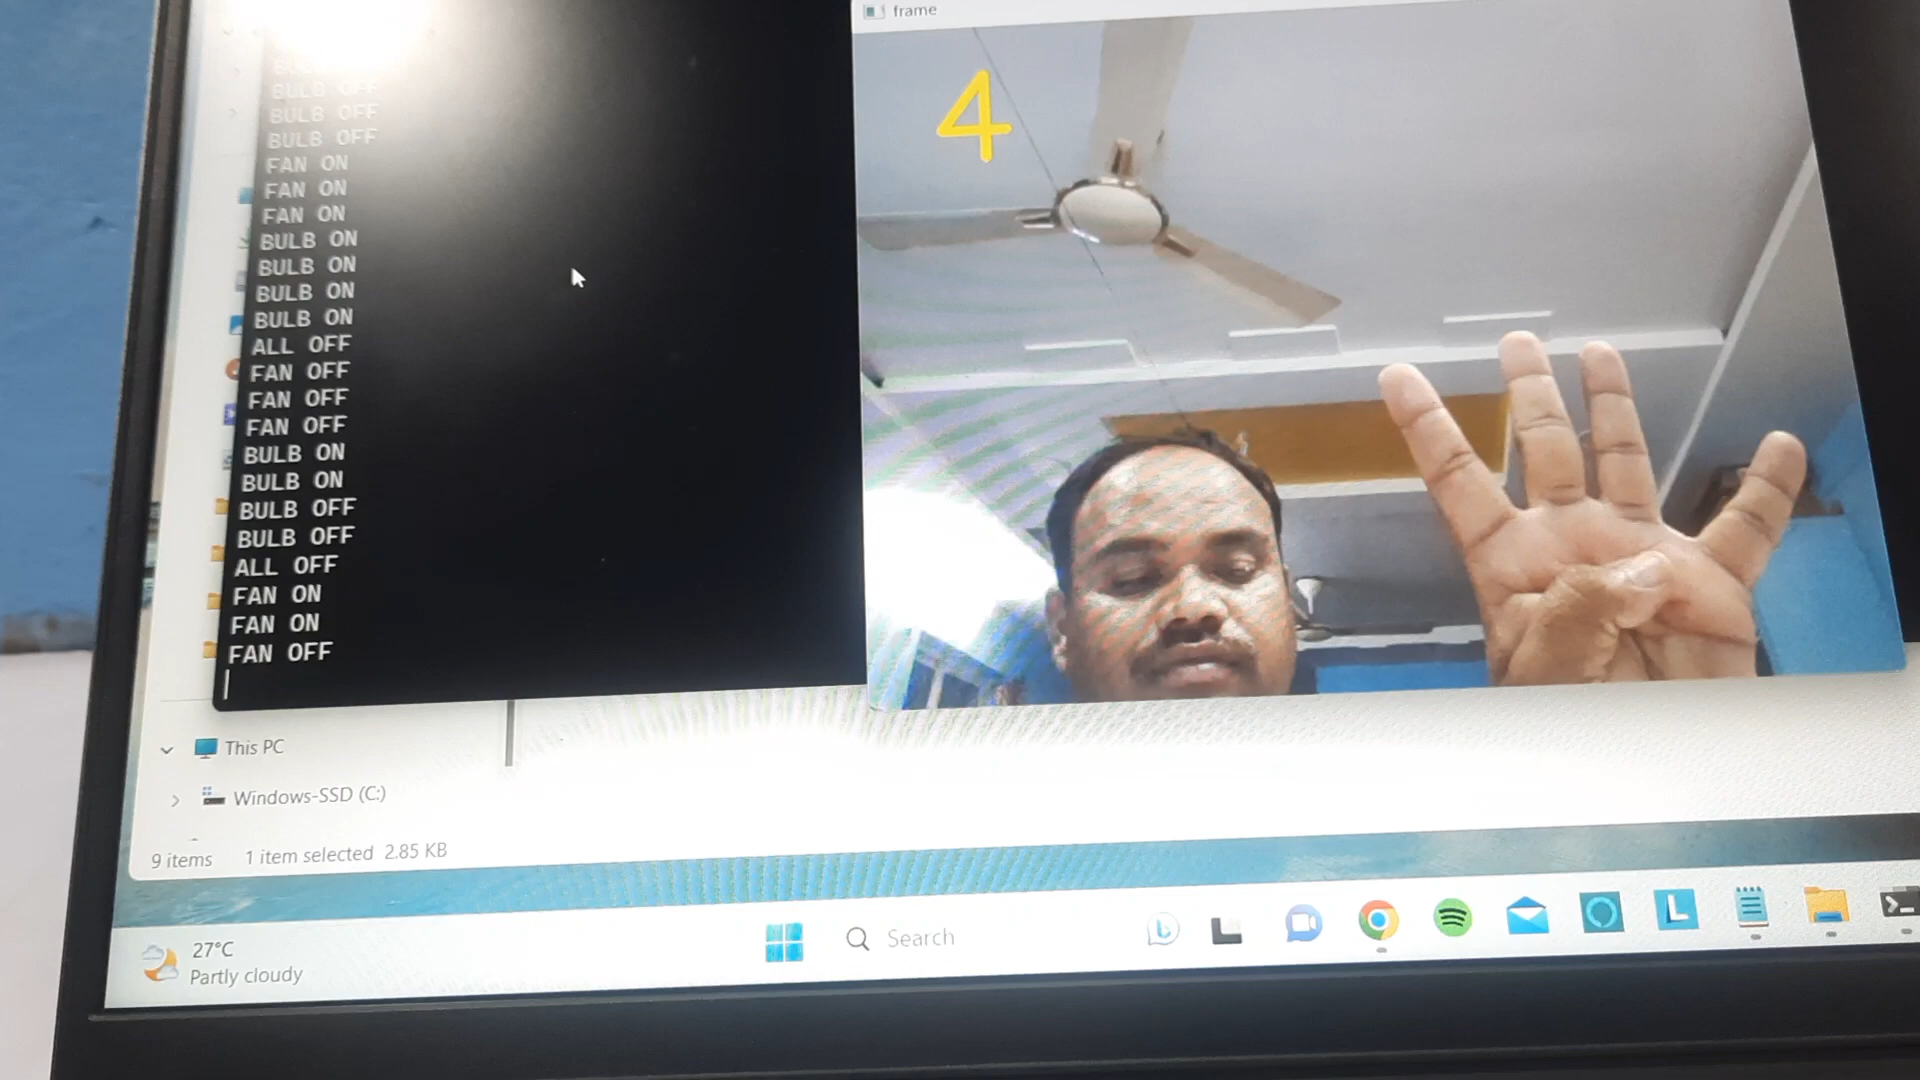 BULB OFF
BULB OFF
BULB OFF
FAN ON
FAN ON
FAN ON
BULB ON
BULB ON
BULB ON
BULB ON
ALL OFF
FAN OFF
FAN OFF
FAN OFF
BULB ON
BULB ON
BULB OFF
BULB OFF
ALL OFF
FAN ON
FAN ON
FAN OFF
frame
4
This PC
Windows-SSD (C:)
9 items 1 item selected 2.85 KB
27°C
Partly cloudy
Search